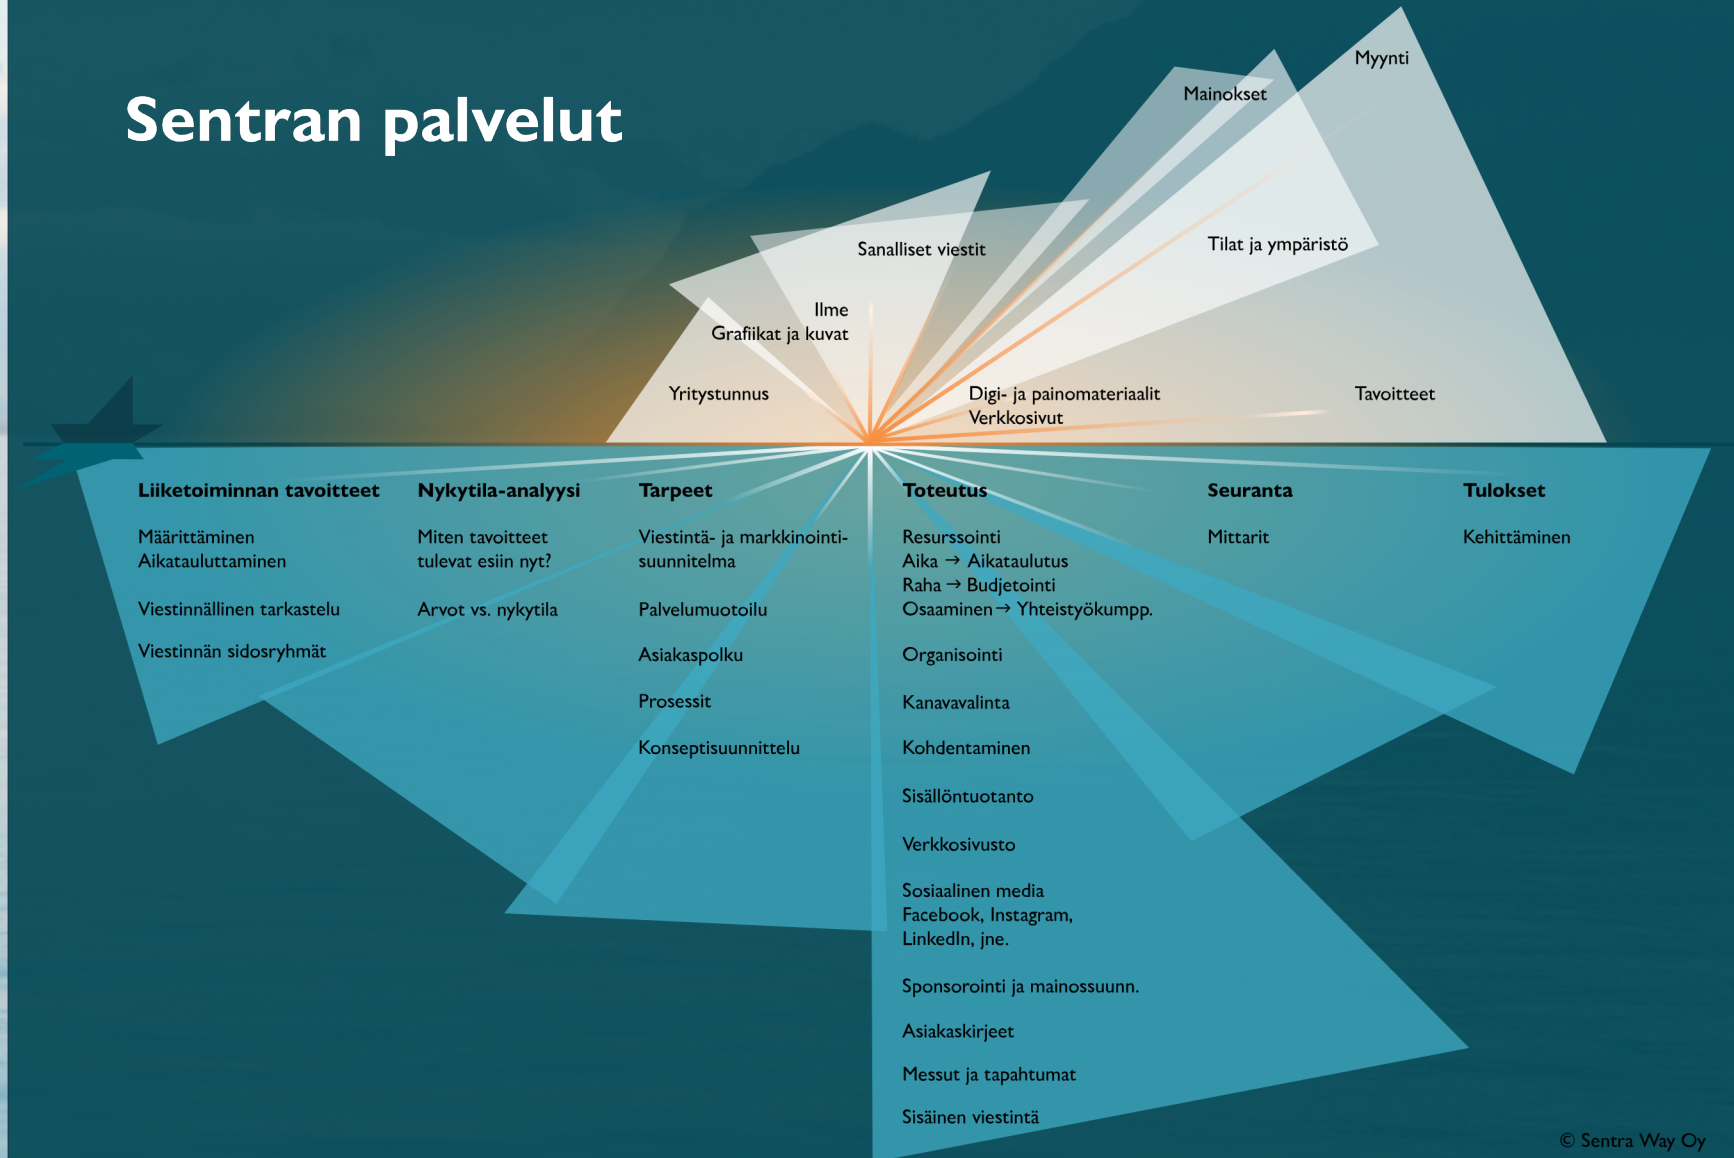 Sentran palvelut
Myynti
Mainokset
Sanalliset viestit
Tilat ja ympäristö
Ilme
Grafiikat ja kuvat
Yritystunnus
Digi- ja painomateriaalit
Verkkosivut
Tavoitteet
Liiketoiminnan tavoitteet
Määrittäminen
Aikatauluttaminen
Viestinnällinen tarkastelu
Viestinnän sidosryhmät
Nykytila-analyysi
Miten tavoitteet
tulevat esiin nyt?
Arvot vs. nykytila
Tarpeet
Viestintä- ja markkinointi-
suunnitelma
Palvelumuotoilu
Asiakaspolku
Prosessit
Konseptisuunnittelu
Toteutus
Resurssointi
Aika → Aikataulutus
Raha → Budjetointi
Osaaminen → Yhteistyökumpp.
Organisointi
Kanavavalinta
Kohdentaminen
Sisällöntuotanto
Verkkosivusto
Sosiaalinen media
Facebook, Instagram,
LinkedIn, jne.
Sponsorointi ja mainossuunn.
Asiakaskirjeet
Messut ja tapahtumat
Sisäinen viestintä
Seuranta
Mittarit
Tulokset
Kehittäminen
© Sentra Way Oy